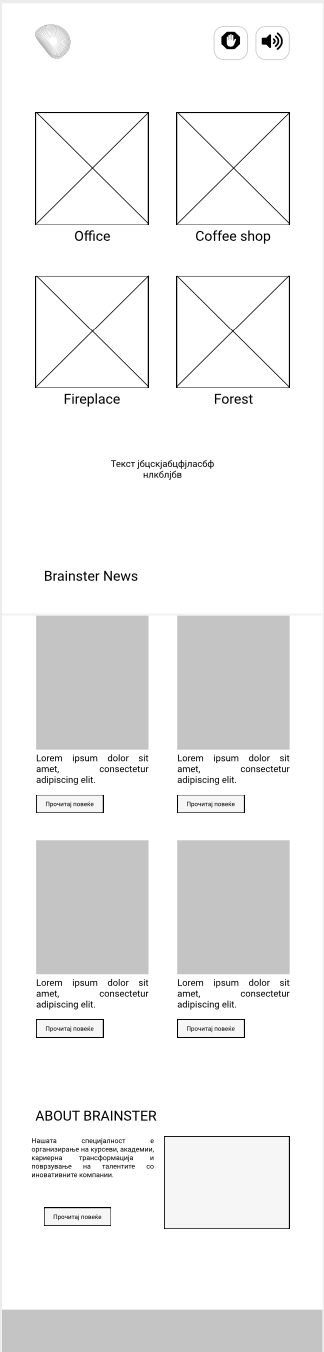 Office
Coffee shop
Fireplace
Forest
Текст јбцскјабцфјласбф
нлкблјбв
Brainster News
Lorem ipsum dolor sit
amet, consectetur
adipiscing elit.
Прочитај повеќе
Lorem ipsum dolor sit
amet, consectetur
adipiscing elit.
Прочитај повеќе
Lorem ipsum dolor sit
amet, consectetur
adipiscing elit.
Прочитај повеќе
Lorem ipsum dolor sit
amet, consectetur
adipiscing elit.
Прочитај повеќе
ABOUT BRAINSTER
Нашата специјалност е
организирање на курсеви, академии,
кариерна трансформација и
поврзување на талентите со
иновативните компании.
Прочитај повеќе